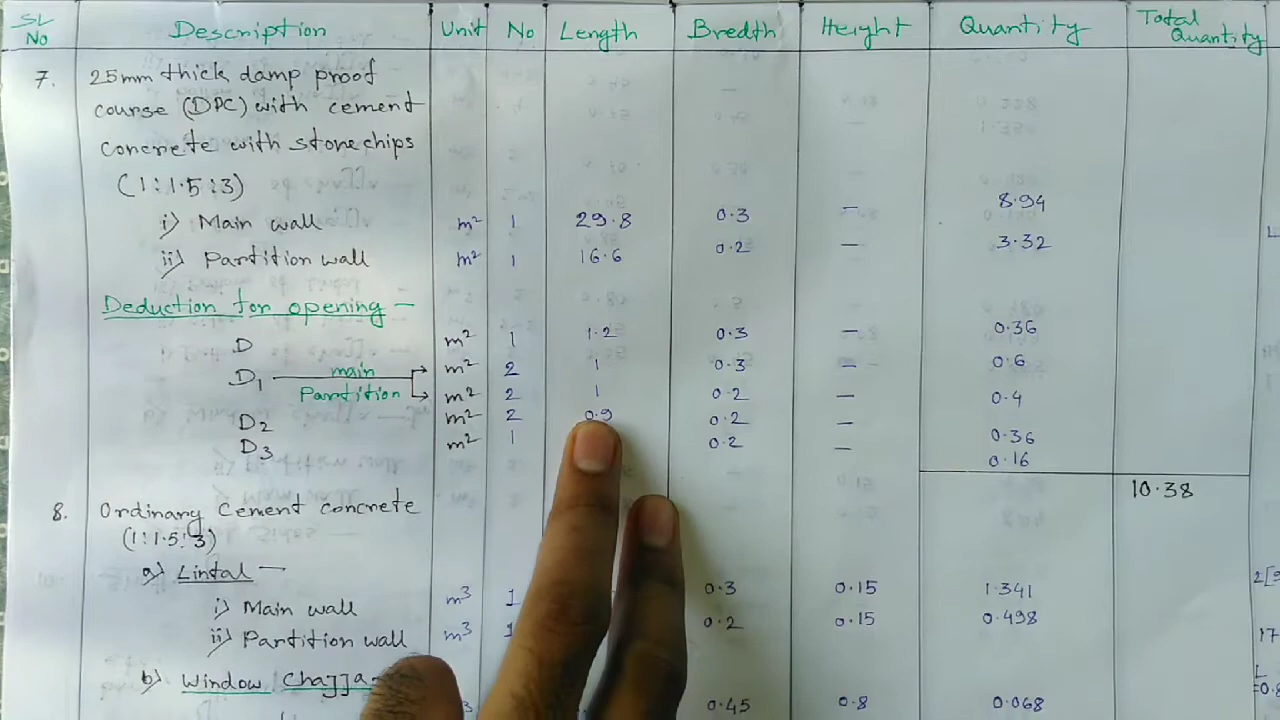 SL No Description Unit No Length Bredth Height Quantity Total Quantity
7. 25mm thick damp proof
course (DPC) with cement
concrete with stone chips
(1:1.5:3)
i) Main wall m² 1 29.8 0.3 — 8.94
ii) Partition wall m² 1 16.6 0.2 — 3.32
Deduction for opening —
D m² 1 1.2 0.3 — 0.36
D1 main m² 2 1 0.3 — 0.6
Partition m² 2 1 0.2 — 0.4
D2 m² 2 0.9 0.2 — 0.36
D3 m² 1 0.2 — 0.16
10.38
8. Ordinary Cement concrete
(1:1.5:3)
a) Lintal —
i) Main wall m³ 1 0.3 0.15 1.341
ii) Partition wall m³ 1 0.2 0.15 0.498
b) Window Chajja
0.45 0.8 0.068